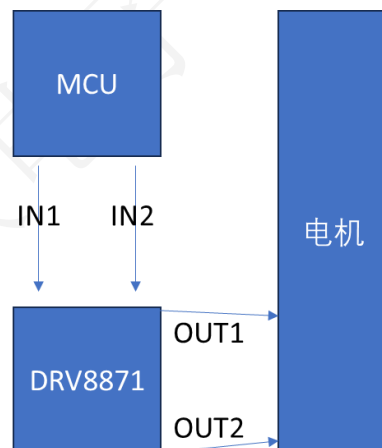 MCU
IN1
IN2
电机
OUT1
DRV8871
OUT2